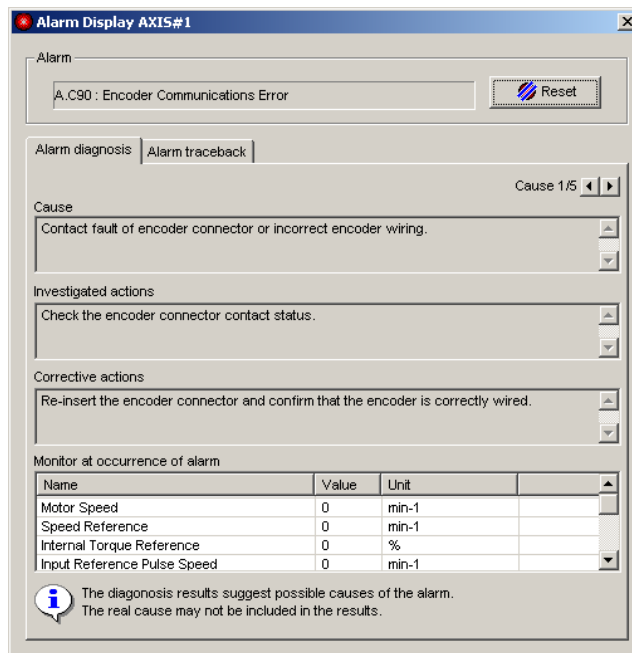 Alarm Display AXIS#1
Alarm
A.C90 : Encoder Communications Error
Reset
Alarm diagnosis
Alarm traceback
Cause 1/5
Cause
Contact fault of encoder connector or incorrect encoder wiring.
Investigated actions
Check the encoder connector contact status.
Corrective actions
Re-insert the encoder connector and confirm that the encoder is correctly wired.
Monitor at occurrence of alarm
Name Value Unit
Motor Speed 0 min-1
Speed Reference 0 min-1
Internal Torque Reference 0 %
Input Reference Pulse Speed 0 min-1
The diagonosis results suggest possible causes of the alarm.
The real cause may not be included in the results.